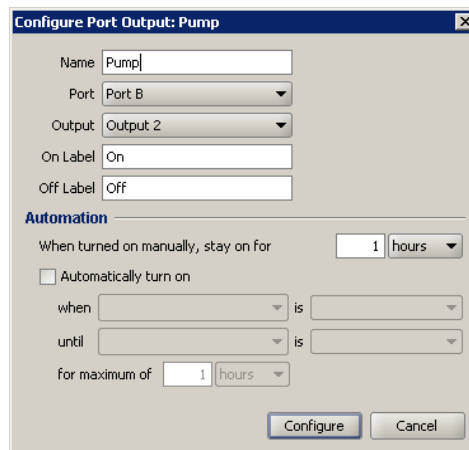 Configure Port Output: Pump
Name Pump
Port Port B
Output Output 2
On Label On
Off Label Off
Automation
When turned on manually, stay on for 1 hours
Automatically turn on
when is
until is
for maximum of 1 hours
Configure Cancel